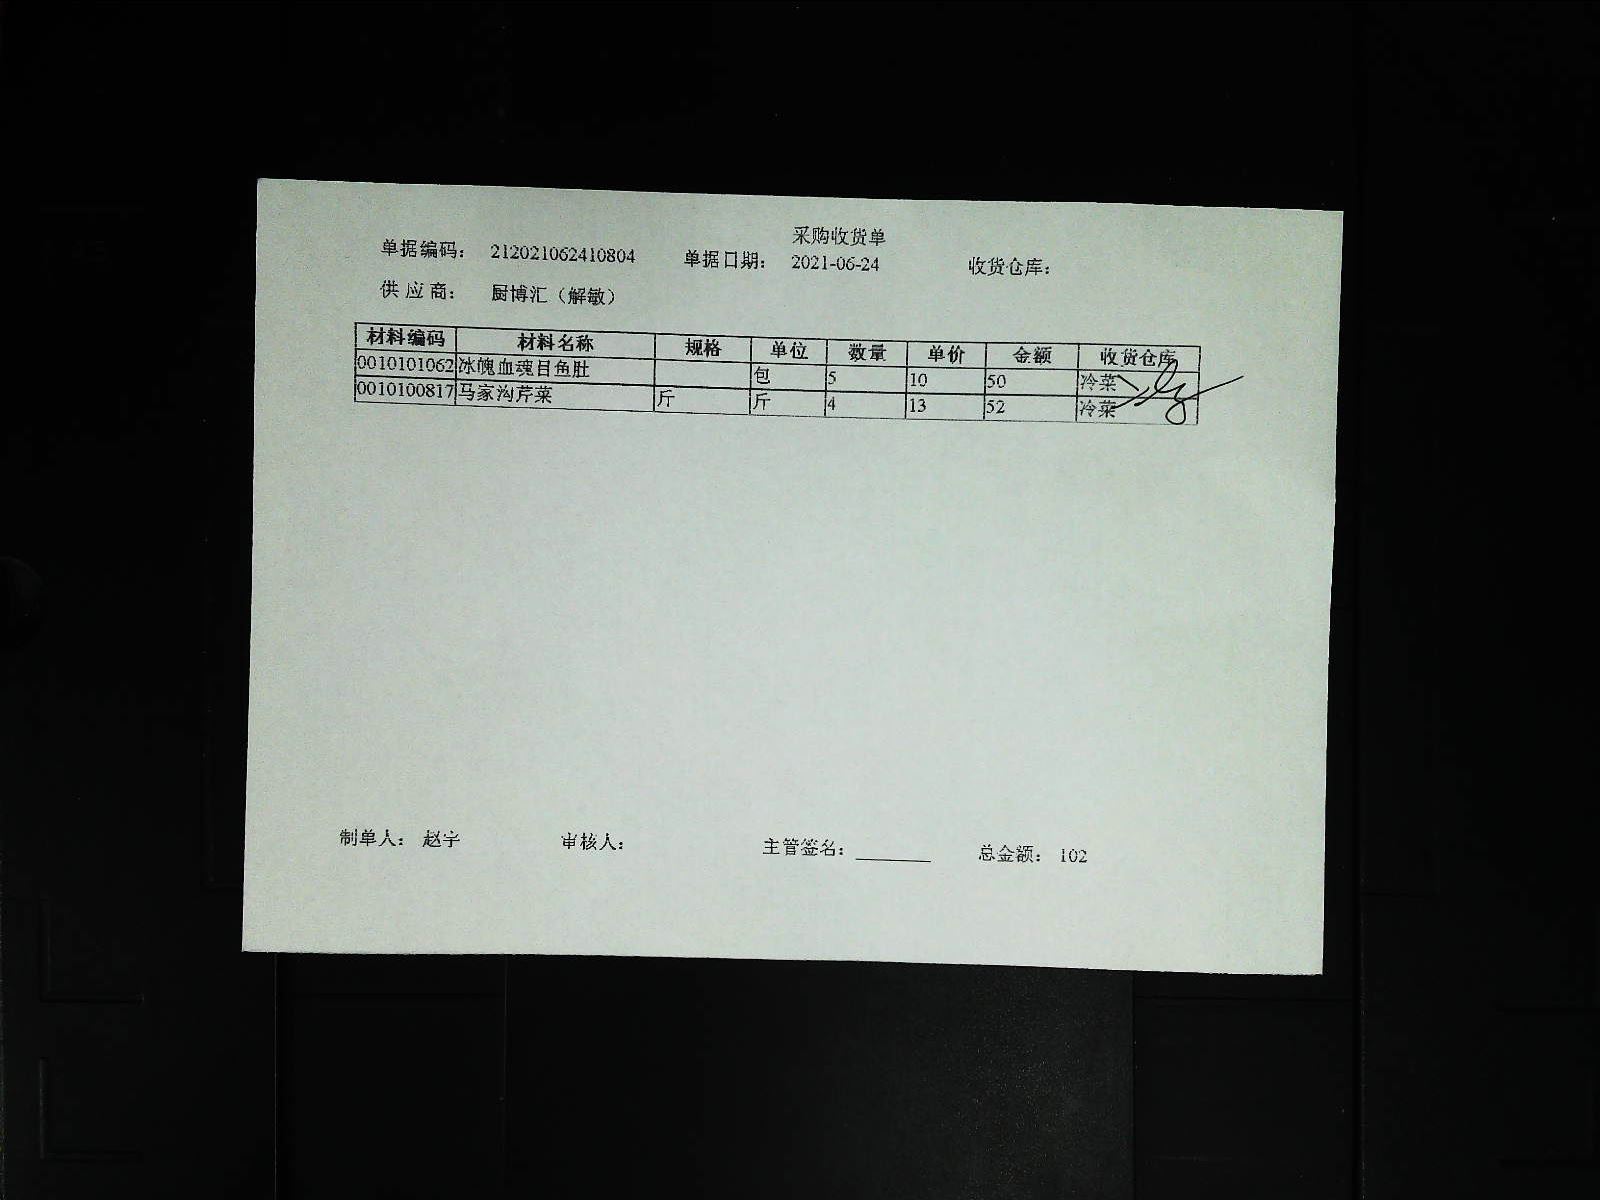 采购收货单
单据编码： 212021062410804 单据日期： 2021-06-24 收货仓库：
供 应 商： 厨博汇（解敏）
材料编码 材料名称 规格 单位 数量 单价 金额 收货仓库
0010101062 冰魄血魂目鱼肚 包 5 10 50 冷菜
0010100817 马家沟芹菜 斤 斤 4 13 52 冷菜
制单人： 赵宇 审核人： 主管签名： 总金额： 102